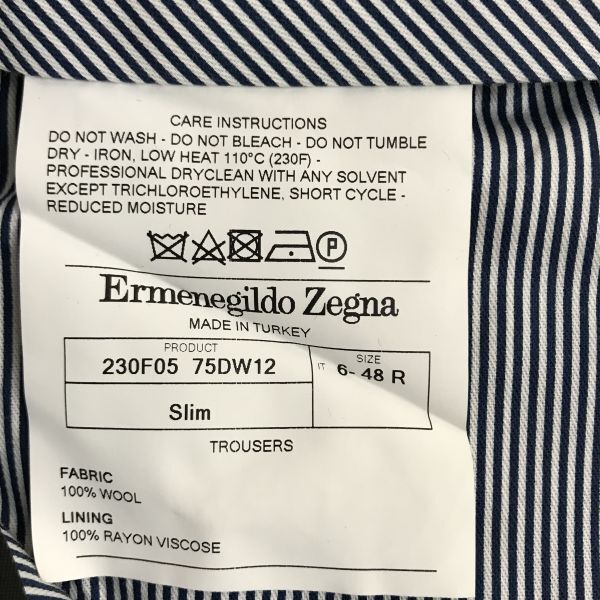 CARE INSTRUCTIONS
DO NOT WASH - DO NOT BLEACH - DO NOT TUMBLE
DRY - IRON, LOW HEAT 110°C (230F) -
PROFESSIONAL DRYCLEAN WITH ANY SOLVENT
EXCEPT TRICHLOROETHYLENE, SHORT CYCLE -
REDUCED MOISTURE
P
Ermenegildo Zegna
MADE IN TURKEY
PRODUCT
230F05 75DW12
SIZE
IT 6- 48 R
Slim
TROUSERS
FABRIC
100% WOOL
LINING
100% RAYON VISCOSE